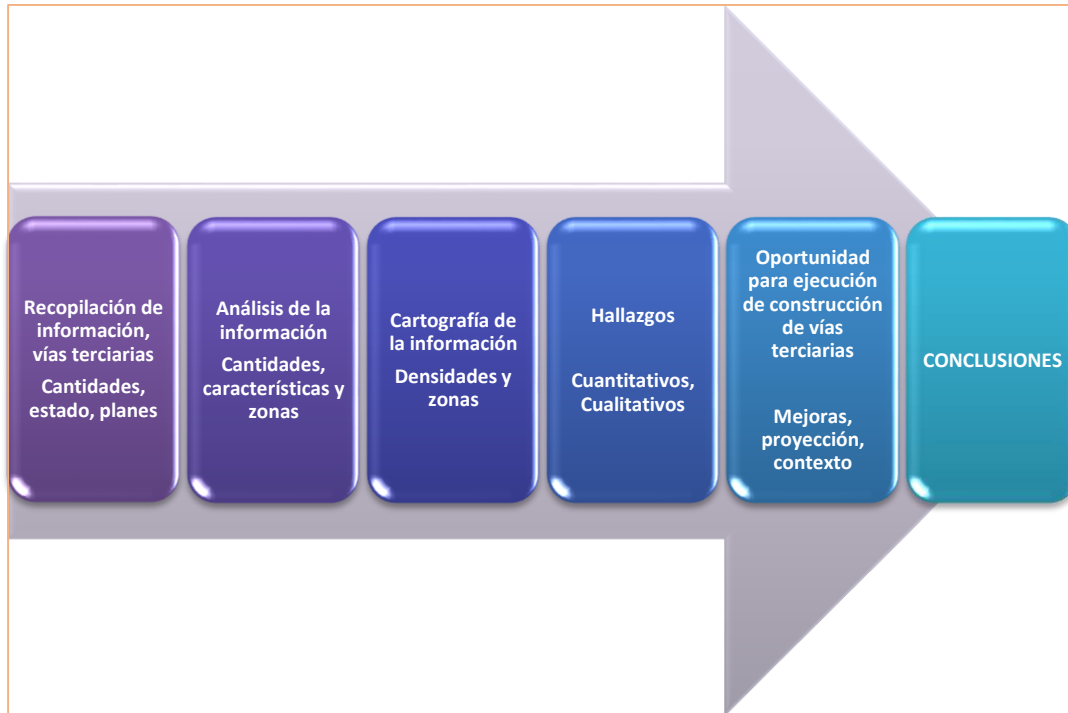 Recopilación de
información,
vías terciarias
Cantidades,
estado, planes
Análisis de la
información
Cantidades,
características y
zonas
Cartografía de
la información
Densidades y
zonas
Hallazgos
Cuantitativos,
Cualitativos
Oportunidad
para ejecución
de construcción
de vías
terciarias
Mejoras,
proyección,
contexto
CONCLUSIONES